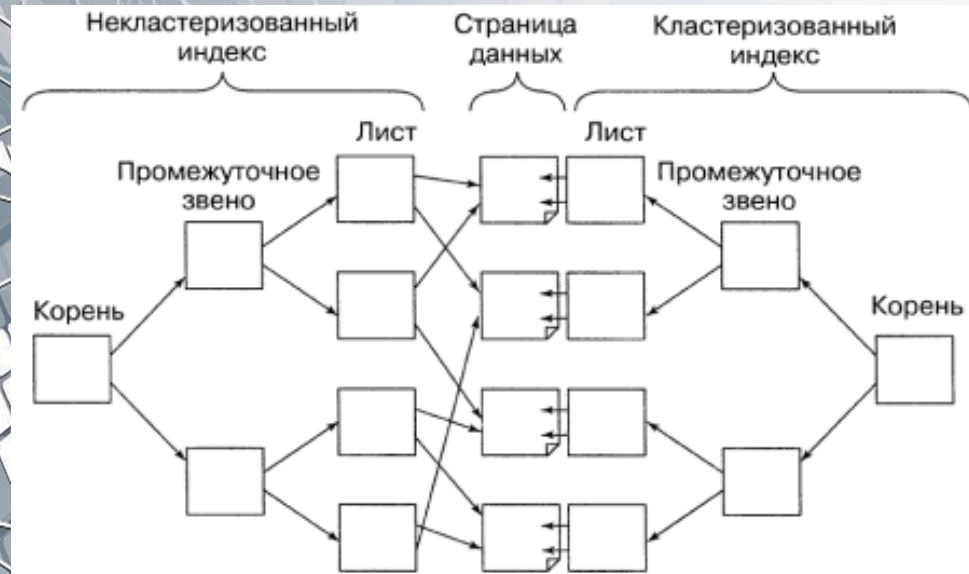 Некластеризованный
индекс
Страница
данных
Кластеризованный
индекс
Лист
Лист
Промежуточное
звено
Промежуточное
звено
Корень
Корень